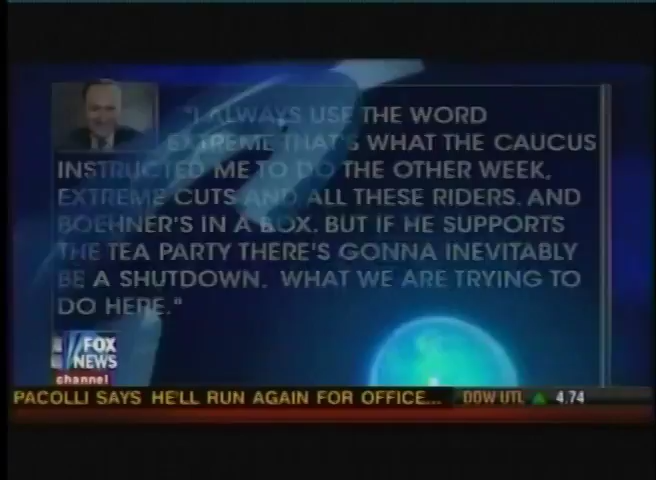 "I ALWAYS USE THE WORD
EXTREME THAT'S WHAT THE CAUCUS
INSTRUCTED ME TO DO THE OTHER WEEK,
EXTREME CUTS AND ALL THESE RIDERS. AND
BOEHNER'S IN A BOX. BUT IF HE SUPPORTS
THE TEA PARTY THERE'S GONNA INEVITABLY
BE A SHUTDOWN. WHAT WE ARE TRYING TO
DO HERE."
FOX
NEWS
channel
PACOLLI SAYS HE'LL RUN AGAIN FOR OFFICE... DOW UTL ▲ 4.74